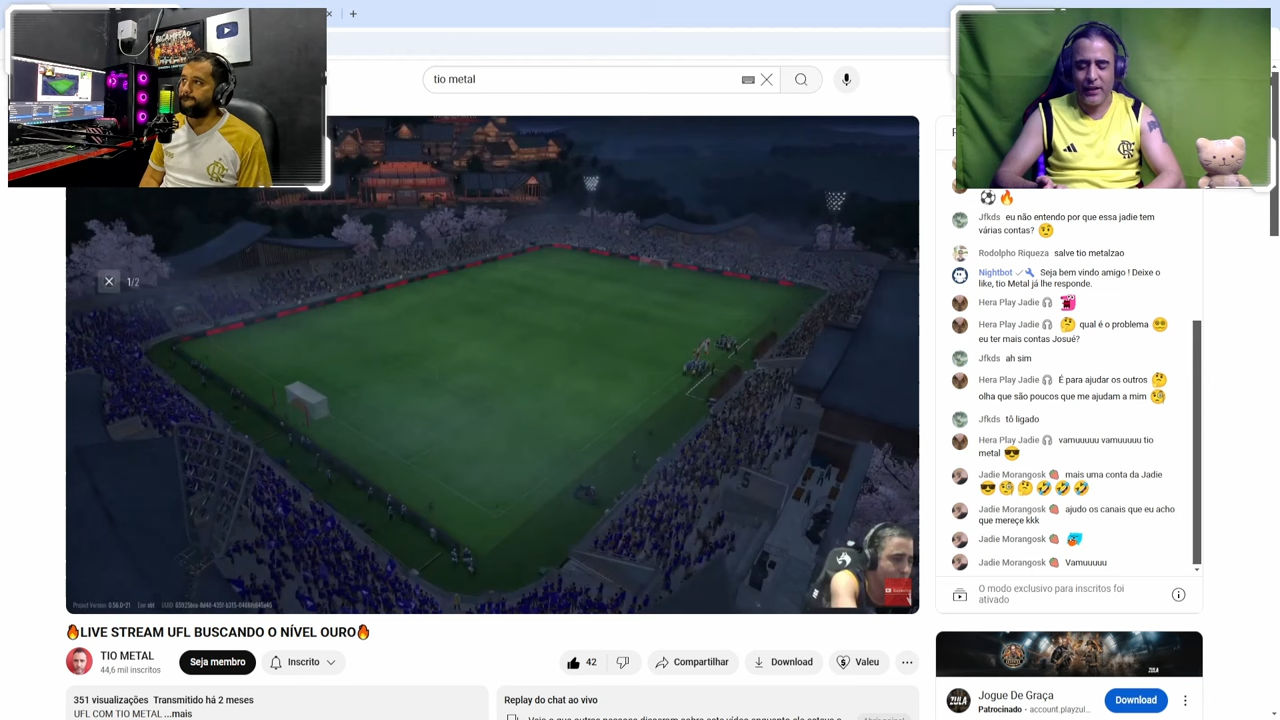 BICAMPEÃO
tio metal
1/2
Jfkds eu não entendo por que essa jadie tem
várias contas? 🤨
Rodolpho Riqueza salve tio metalzao
Nightbot Seja bem vindo amigo ! Deixe o
like, tio Metal já lhe responde.
Hera Play Jadie
Hera Play Jadie 🤔 qual é o problema 😵‍💫
eu ter mais contas Josué?
Jfkds ah sim
Hera Play Jadie É para ajudar os outros 🤔
olha que são poucos que me ajudam a mim 🧐
Jfkds tô ligado
Hera Play Jadie vamuuuuu vamuuuuu tio
metal 😎
Jadie Morangosk 🍓 mais uma conta da Jadie
😎🧐🤔🤣🤣🤣
Jadie Morangosk 🍓 ajudo os canais que eu acho
que mereçe kkk
Jadie Morangosk 🍓
Jadie Morangosk 🍓 Vamuuuuu
O modo exclusivo para inscritos foi
ativado
🔥LIVE STREAM UFL BUSCANDO O NÍVEL OURO🔥
TIO METAL
44,6 mil inscritos
Seja membro
Inscrito
42
Compartilhar
Download
Valeu
351 visualizações Transmitido há 2 meses
UFL COM TIO METAL ...mais
Replay do chat ao vivo
ZULA
Jogue De Graça
Patrocinado · account.playzul...
Download